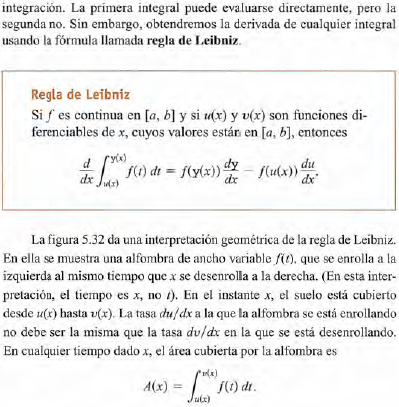 integración. La primera integral puede evaluarse directamente, pero la
segunda no. Sin embargo, obtendremos la derivada de cualquier integral
usando la fórmula llamada regla de Leibniz.
Regla de Leibniz
Si f es continua en [a, b] y si u(x) y v(x) son funciones di-
ferenciables de x, cuyos valores están en [a, b], entonces
d/dx ∫_{u(x)}^{y(x)} f(t) dt = f(y(x)) dy/dx − f(u(x)) du/dx.
La figura 5.32 da una interpretación geométrica de la regla de Leibniz.
En ella se muestra una alfombra de ancho variable f(t), que se enrolla a la
izquierda al mismo tiempo que x se desenrolla a la derecha. (En esta inter-
pretación, el tiempo es x, no t). En el instante x, el suelo está cubierto
desde u(x) hasta v(x). La tasa du/dx a la que la alfombra se está enrollando
no debe ser la misma que la tasa dv/dx en la que se está desenrollando.
En cualquier tiempo dado x, el área cubierta por la alfombra es
A(x) = ∫_{u(x)}^{v(x)} f(t) dt.